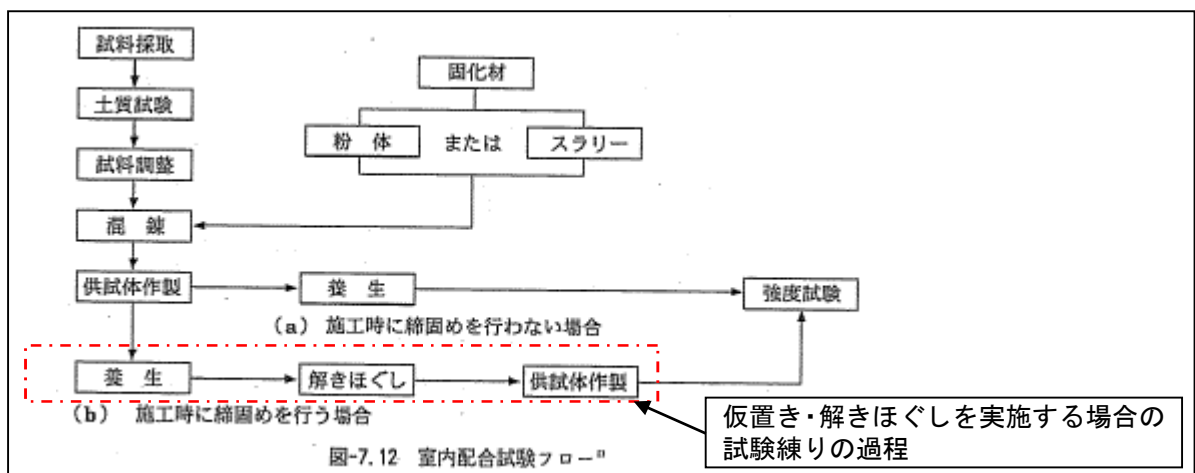 試料採取
固化材
土質試験
粉体
または
スラリー
試料調整
混錬
供試体作製
養生
強度試験
(a) 施工時に締固めを行わない場合
養生
解きほぐし
供試体作製
(b) 施工時に締固めを行う場合
仮置き・解きほぐしを実施する場合の
試験練りの過程
図-7.12 室内配合試験フロー